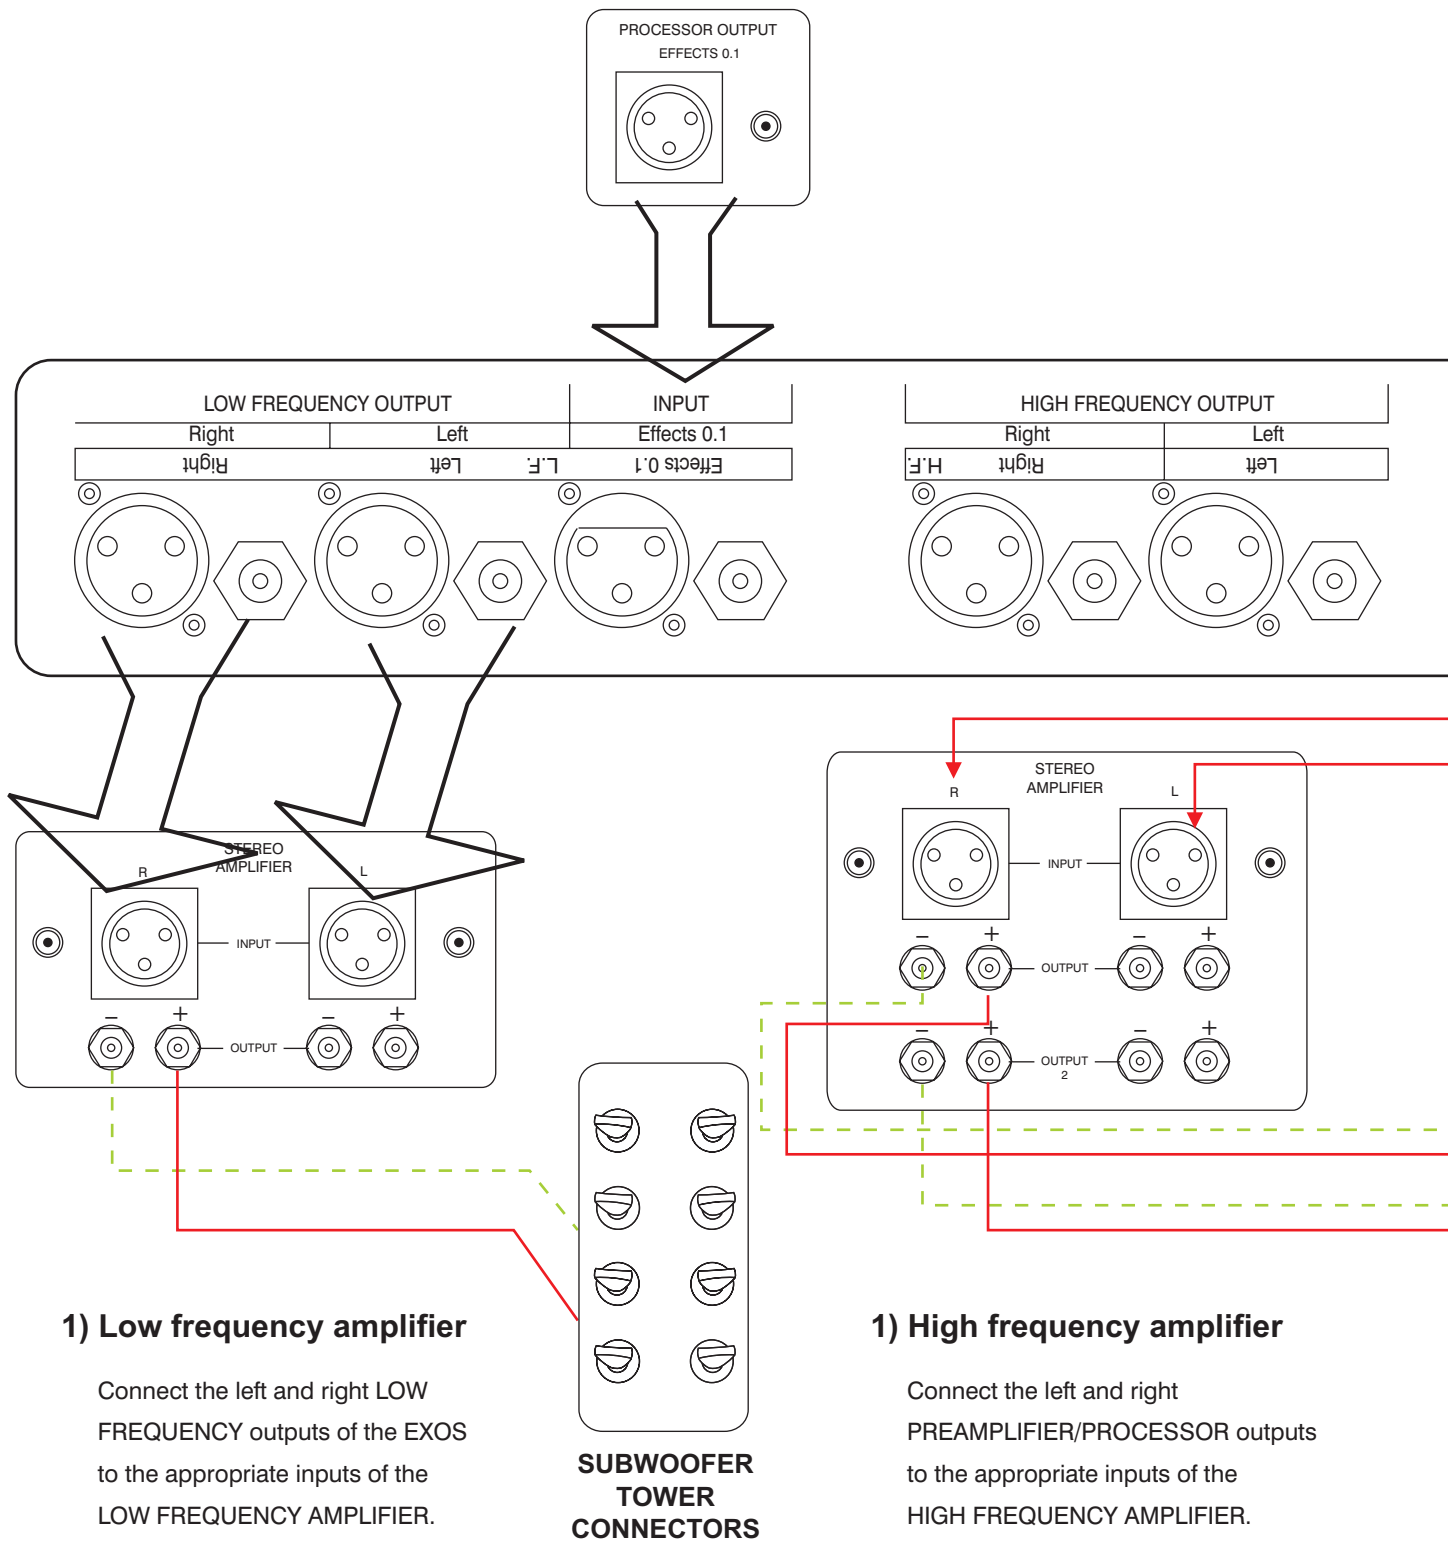 PROCESSOR OUTPUT
EFFECTS 0.1
LOW FREQUENCY OUTPUT
INPUT
HIGH FREQUENCY OUTPUT
Right
Left
Effects 0.1
Right
Left
Right
Left
L.F.
Effects 0.1
H.F.
Right
Left
STEREO
AMPLIFIER
R
L
INPUT
− + − +
OUTPUT
STEREO
AMPLIFIER
R
L
INPUT
− + − +
OUTPUT
− + − +
OUTPUT
2
1) Low frequency amplifier
Connect the left and right LOW
FREQUENCY outputs of the EXOS
to the appropriate inputs of the
LOW FREQUENCY AMPLIFIER.
SUBWOOFER
TOWER
CONNECTORS
1) High frequency amplifier
Connect the left and right
PREAMPLIFIER/PROCESSOR outputs
to the appropriate inputs of the
HIGH FREQUENCY AMPLIFIER.